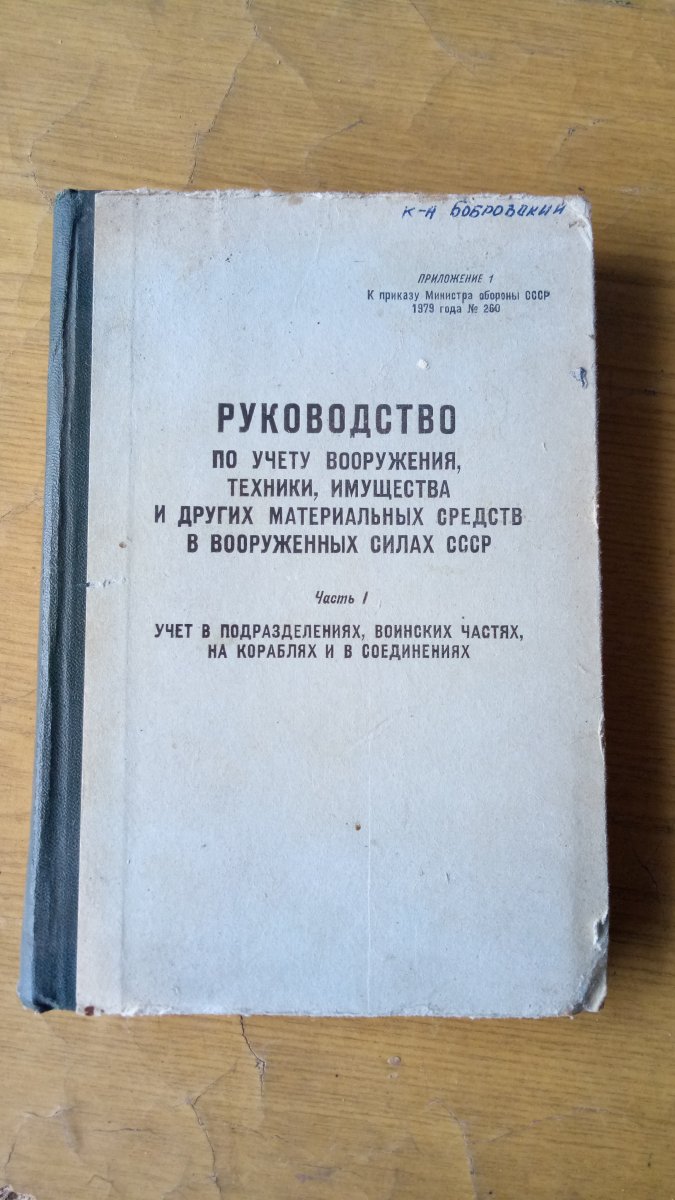 к-н Бобровский
ПРИЛОЖЕНИЕ 1
К приказу Министра обороны СССР
1979 года № 260
РУКОВОДСТВО
ПО УЧЕТУ ВООРУЖЕНИЯ,
ТЕХНИКИ, ИМУЩЕСТВА
И ДРУГИХ МАТЕРИАЛЬНЫХ СРЕДСТВ
В ВООРУЖЕННЫХ СИЛАХ СССР
Часть I
УЧЕТ В ПОДРАЗДЕЛЕНИЯХ, ВОИНСКИХ ЧАСТЯХ,
НА КОРАБЛЯХ И В СОЕДИНЕНИЯХ